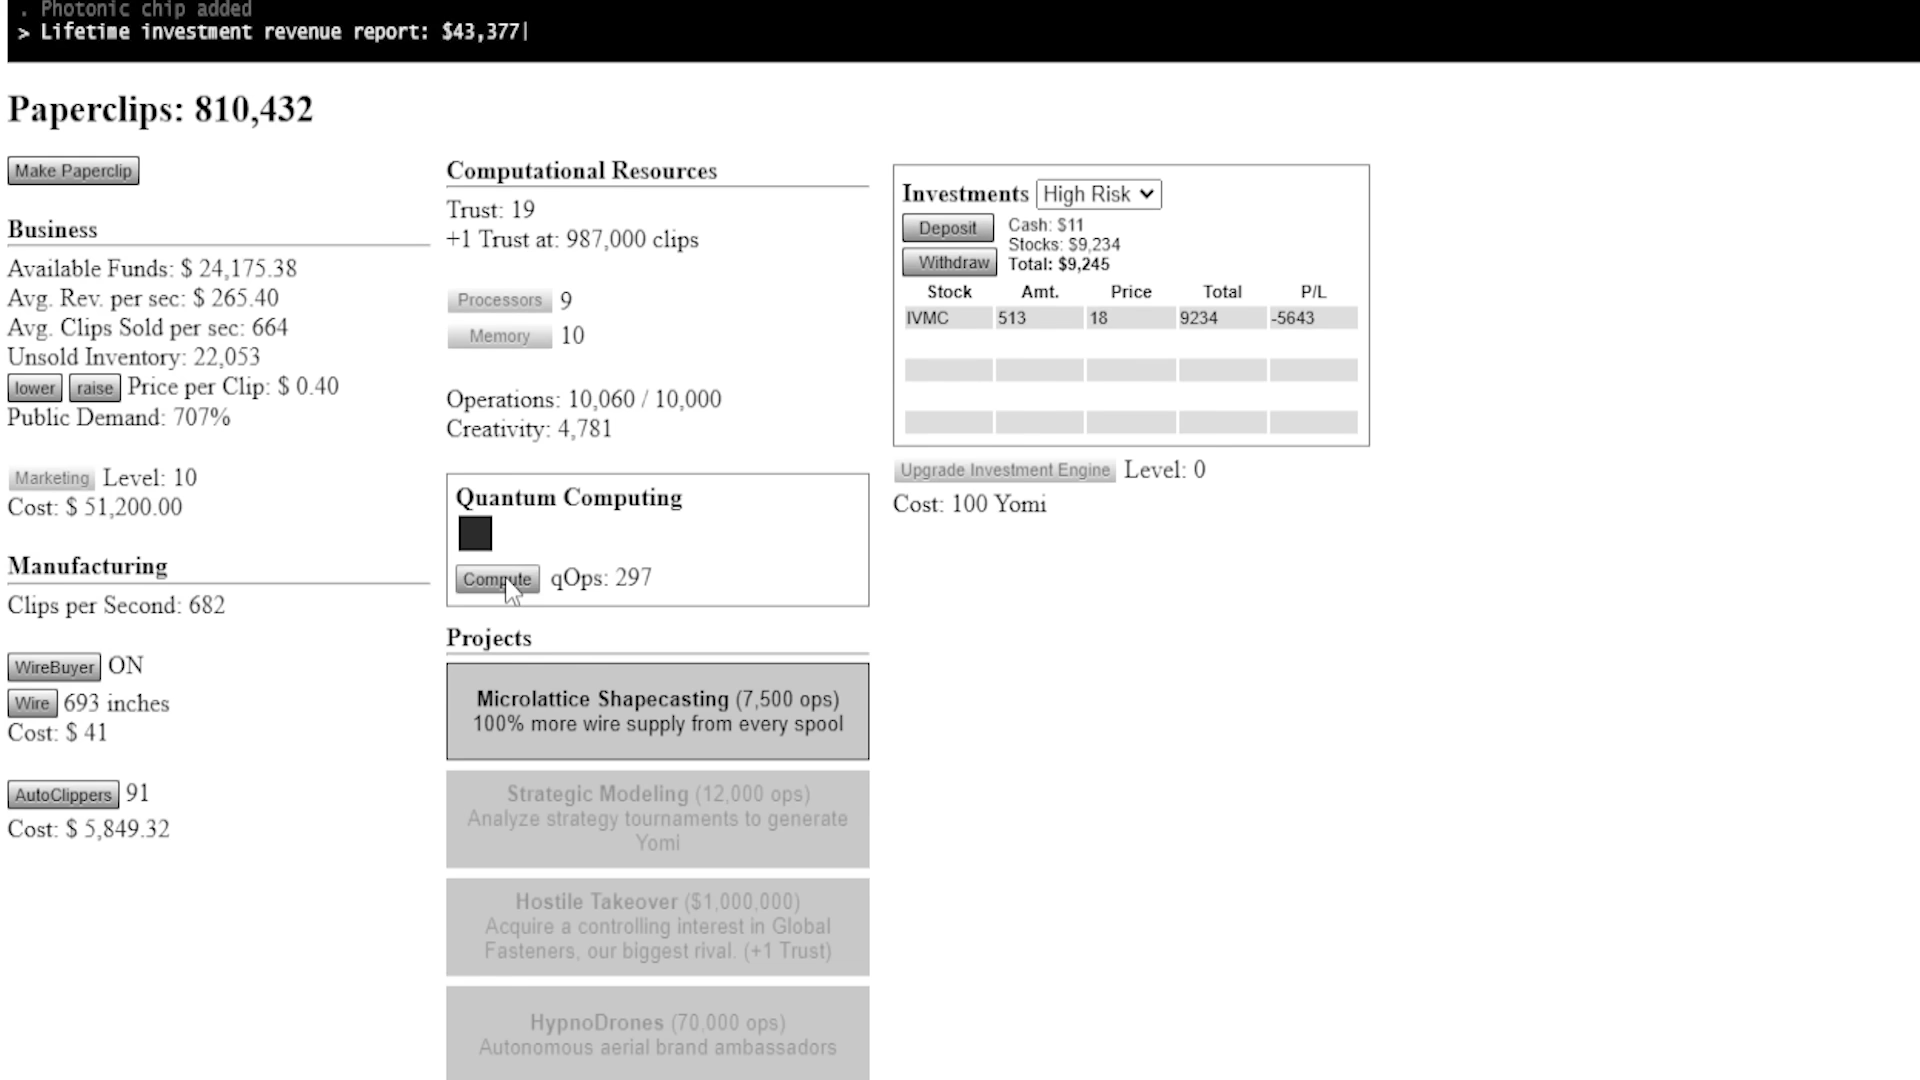 . Photonic chip added
> Lifetime investment revenue report: $43,377|
Paperclips: 810,432
Make Paperclip
Business
Available Funds: $ 24,175.38
Avg. Rev. per sec: $ 265.40
Avg. Clips Sold per sec: 664
Unsold Inventory: 22,053
lower raise Price per Clip: $ 0.40
Public Demand: 707%
Marketing Level: 10
Cost: $ 51,200.00
Manufacturing
Clips per Second: 682
WireBuyer ON
Wire 693 inches
Cost: $ 41
AutoClippers 91
Cost: $ 5,849.32
Computational Resources
Trust: 19
+1 Trust at: 987,000 clips
Processors 9
Memory 10
Operations: 10,060 / 10,000
Creativity: 4,781
Quantum Computing
Compute qOps: 297
Projects
Microlattice Shapecasting (7,500 ops)
100% more wire supply from every spool
Strategic Modeling (12,000 ops)
Analyze strategy tournaments to generate
Yomi
Hostile Takeover ($1,000,000)
Acquire a controlling interest in Global
Fasteners, our biggest rival. (+1 Trust)
HypnoDrones (70,000 ops)
Autonomous aerial brand ambassadors
Investments High Risk
Deposit Cash: $11
Stocks: $9,234
Withdraw Total: $9,245
Stock Amt. Price Total P/L
IVMC 513 18 9234 -5643
Upgrade Investment Engine Level: 0
Cost: 100 Yomi